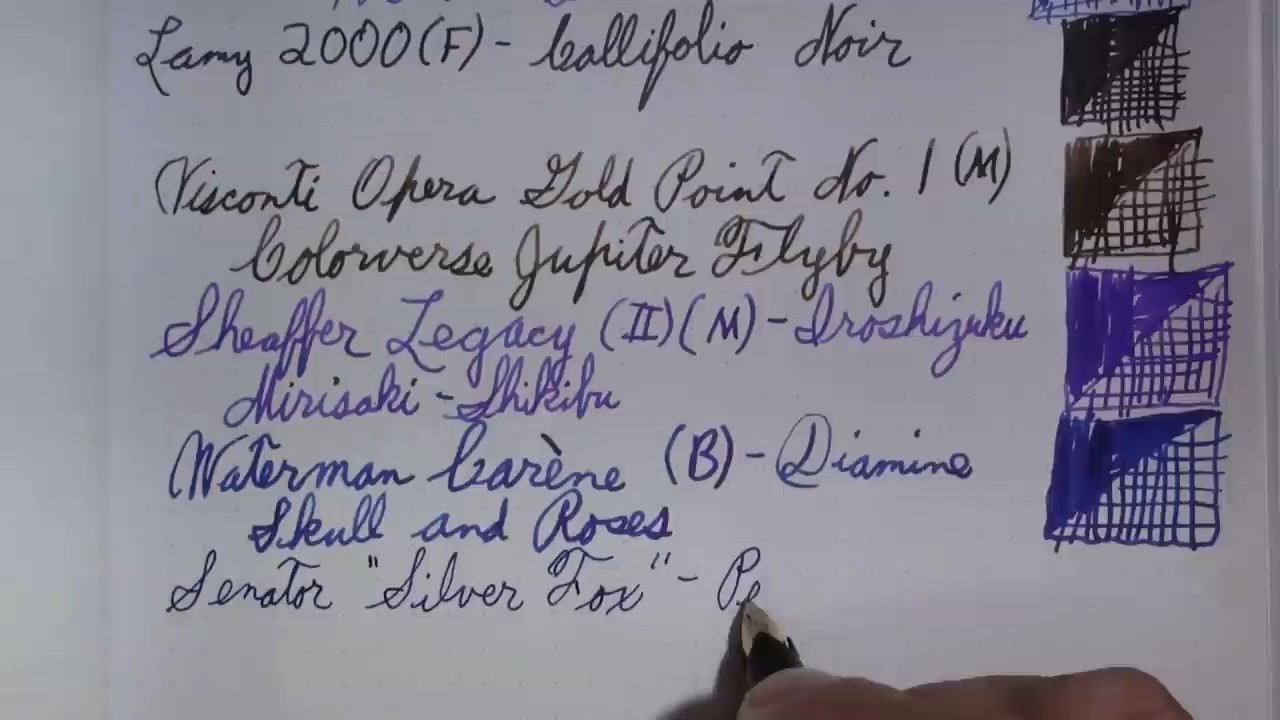 Lamy 2000 (F) - Callifolio Noir
Visconti Opera Gold Point No. 1 (M)
Colorverse Jupiter Flyby
Sheaffer Legacy (II) (M) - Iroshizuku
Mirisaki - Shikibu
Waterman Carène (B) - Diamine
Skull and Roses
Senator "Silver Fox" - Pe